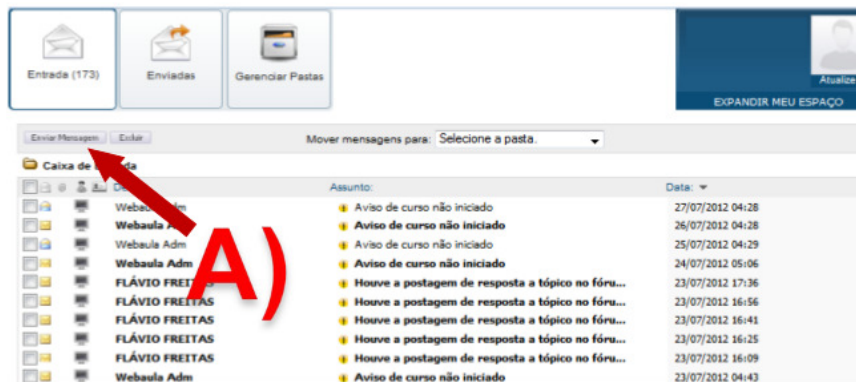 Entrada (173)
Enviadas
Gerenciar Pastas
Atualize
EXPANDIR MEU ESPAÇO
Enviar Mensagem
Excluir
Mover mensagens para: Selecione a pasta.
Caixa de
Assunto:
Data:
Adm
Aviso de curso não iniciado
27/07/2012 04:28
Webaula
Aviso de curso não iniciado
26/07/2012 04:28
Webaula Adm
Aviso de curso não iniciado
25/07/2012 04:29
Webaula Adm
Aviso de curso não iniciado
24/07/2012 05:06
FLÁVIO FREITAS
Houve a postagem de resposta a tópico no fóru...
23/07/2012 17:36
FLÁVIO FREITAS
Houve a postagem de resposta a tópico no fóru...
23/07/2012 16:56
FLÁVIO FREITAS
Houve a postagem de resposta a tópico no fóru...
23/07/2012 16:41
FLÁVIO FREITAS
Houve a postagem de resposta a tópico no fóru...
23/07/2012 16:25
FLÁVIO FREITAS
Houve a postagem de resposta a tópico no fóru...
23/07/2012 16:09
Webaula Adm
Aviso de curso não iniciado
23/07/2012 04:43
A)